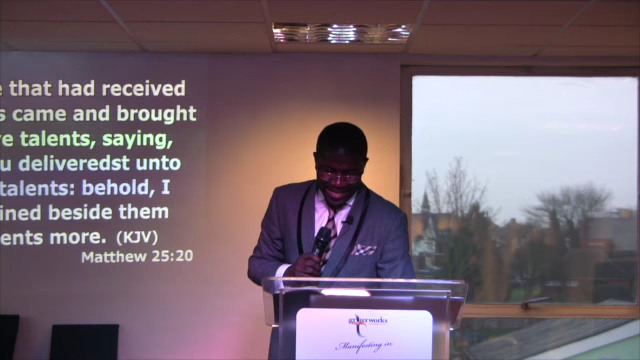 e that had received
s came and brought
ve talents, saying,
u deliveredst unto
talents: behold, I
ined beside them
ents more. (KJV)
Matthew 25:20
greaterworks
Manifesting in